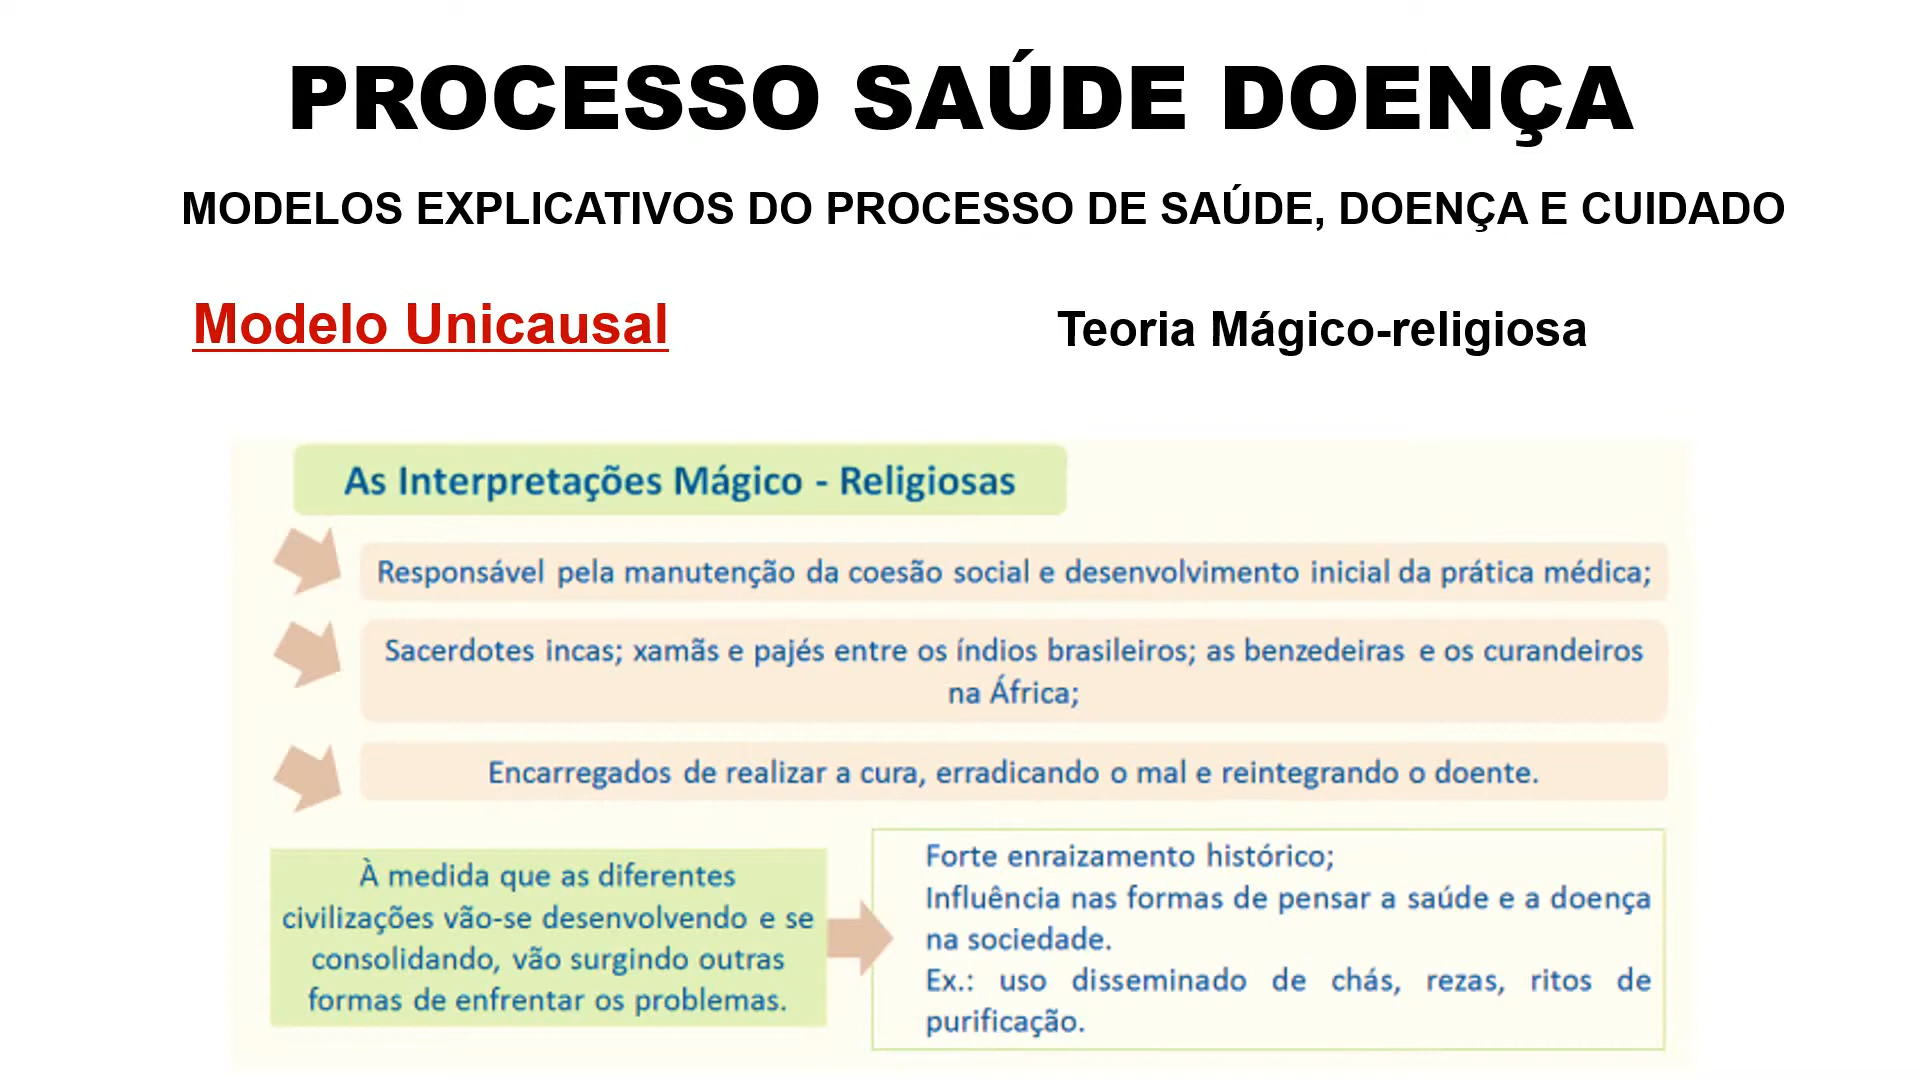 PROCESSO SAÚDE DOENÇA
MODELOS EXPLICATIVOS DO PROCESSO DE SAÚDE, DOENÇA E CUIDADO
Modelo Unicausal
Teoria Mágico-religiosa
As Interpretações Mágico - Religiosas
Responsável pela manutenção da coesão social e desenvolvimento inicial da prática médica;
Sacerdotes incas; xamãs e pajés entre os índios brasileiros; as benzedeiras e os curandeiros
na África;
Encarregados de realizar a cura, erradicando o mal e reintegrando o doente.
À medida que as diferentes
civilizações vão-se desenvolvendo e se
consolidando, vão surgindo outras
formas de enfrentar os problemas.
Forte enraizamento histórico;
Influência nas formas de pensar a saúde e a doença
na sociedade.
Ex.: uso disseminado de chás, rezas, ritos de
purificação.